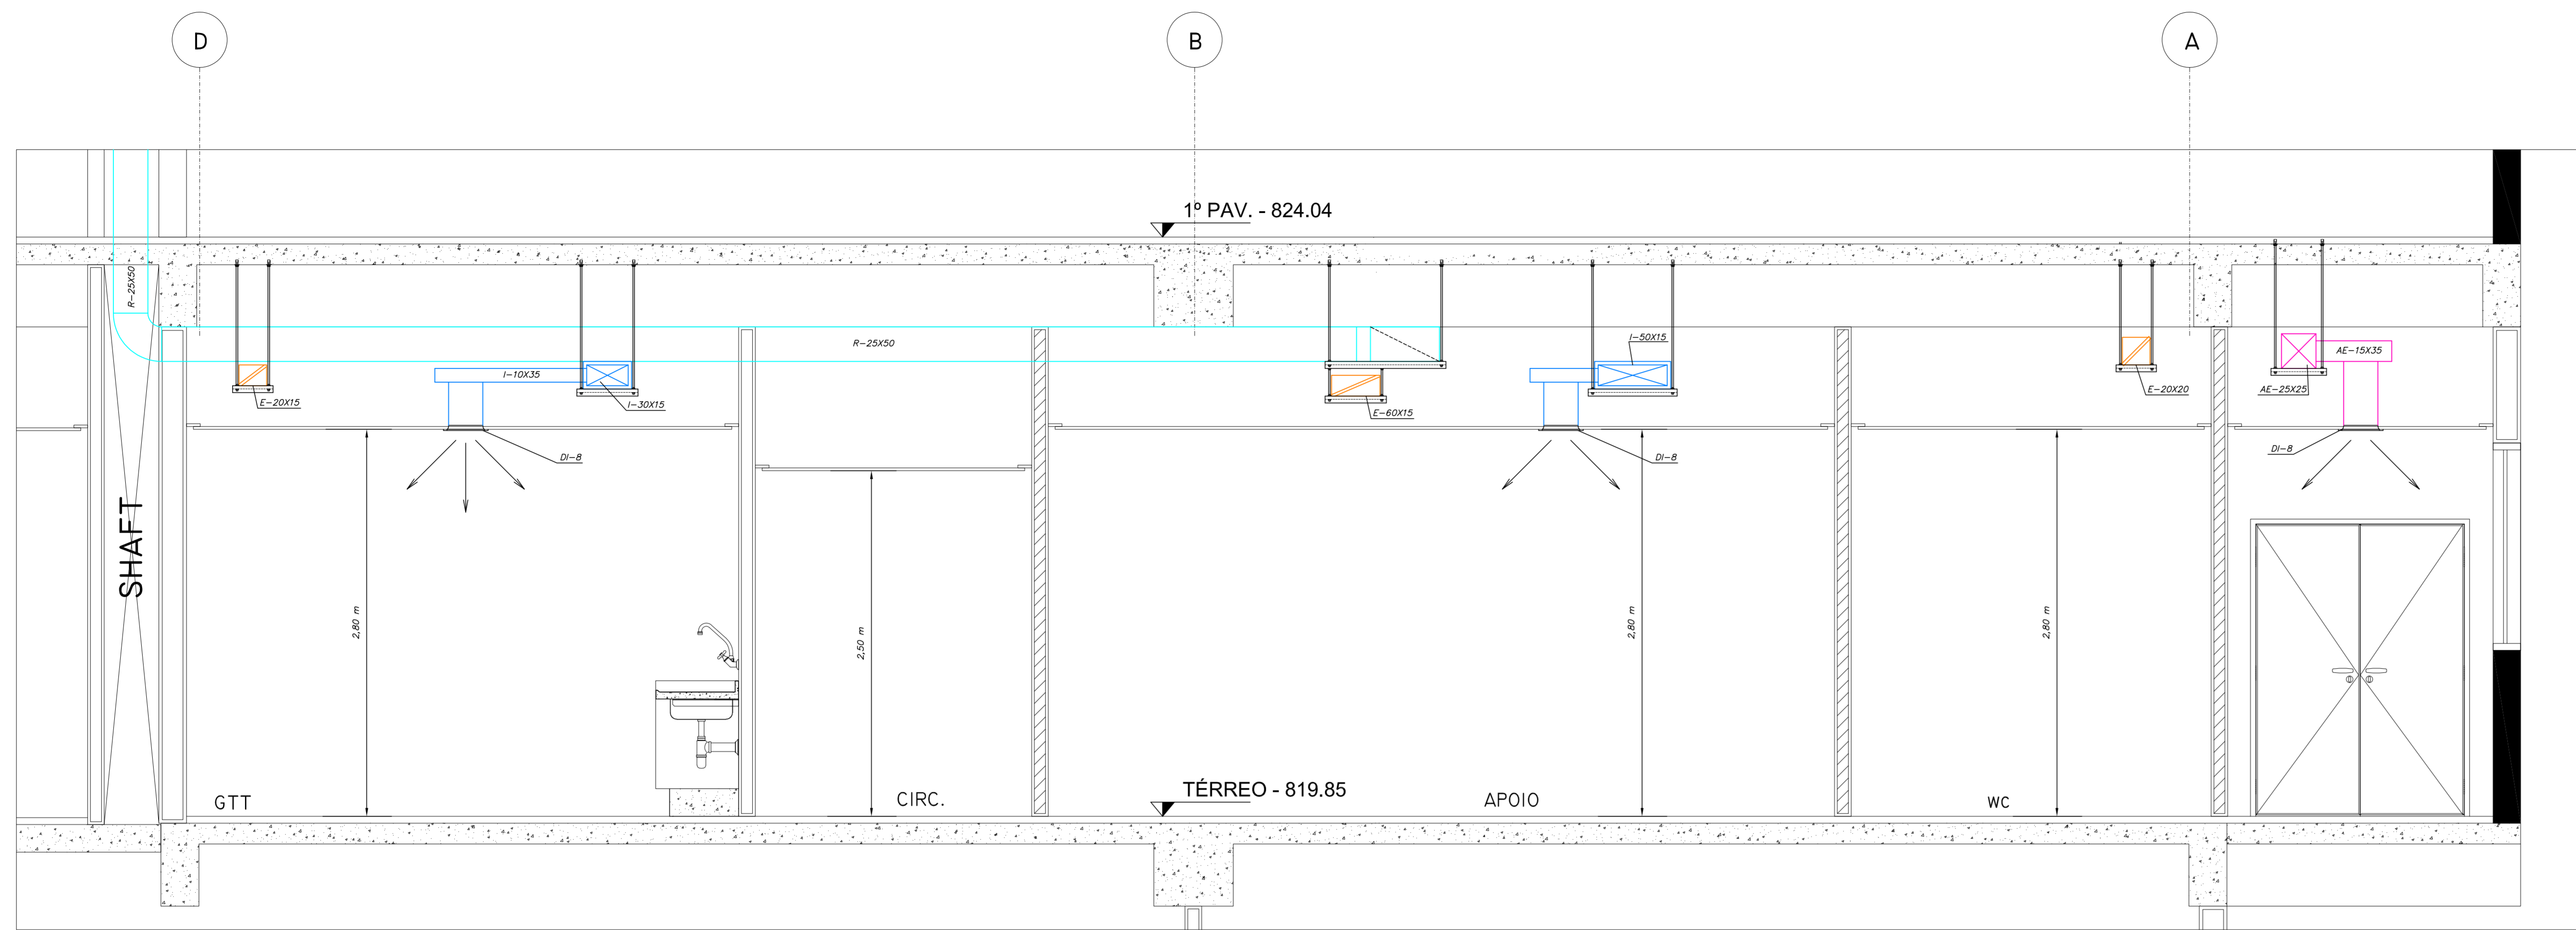 D
B
A
1º PAV. - 824.04
R-25X50
R-25X50
I-50X15
I-10X35
AE-15X35
E-20X15
I-30X15
E-60X15
E-20X20
AE-25X25
DI-8
DI-8
DI-8
SHAFT
2,80 m
2,50 m
2,80 m
2,80 m
TÉRREO - 819.85
GTT
CIRC.
APOIO
WC